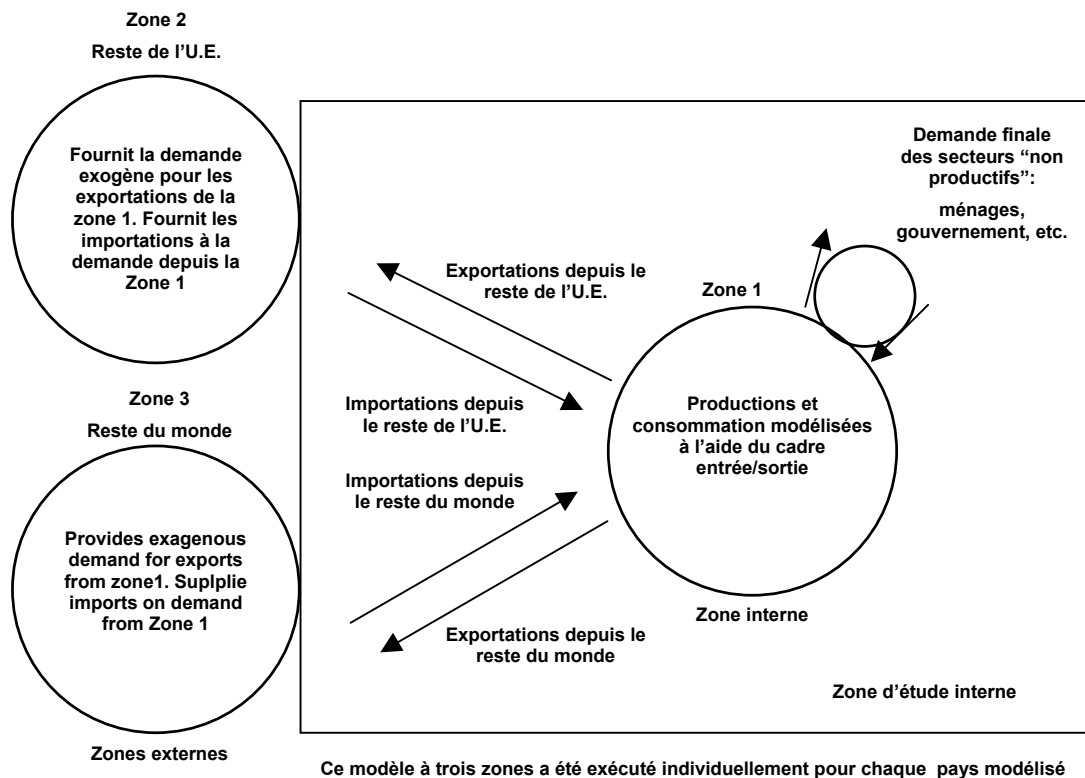 Zone 2
Reste de l’U.E.
Fournit la demande
exogène pour les
exportations de la
zone 1. Fournit les
importations à la
demande depuis la
Zone 1
Zone 3
Reste du monde
Provides exagenous
demand for exports
from zone1. Suplplie
imports on demand
from Zone 1
Zones externes
Demande finale
des secteurs “non
productifs”:
ménages,
gouvernement, etc.
Exportations depuis le
reste de l’U.E.
Zone 1
Importations depuis
le reste de l’U.E.
Productions et
consommation modélisées
à l’aide du cadre
entrée/sortie
Importations depuis
le reste du monde
Zone interne
Exportations depuis le
reste du monde
Zone d’étude interne
Ce modèle à trois zones a été exécuté individuellement pour chaque pays modélisé